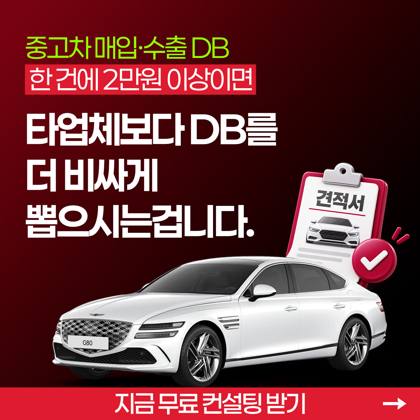 중고차 매입·수출 DB
한 건에 2만원 이상이면
타업체보다 DB를
더 비싸게
뽑으시는겁니다.
견적서
G80
지금 무료 컨설팅 받기